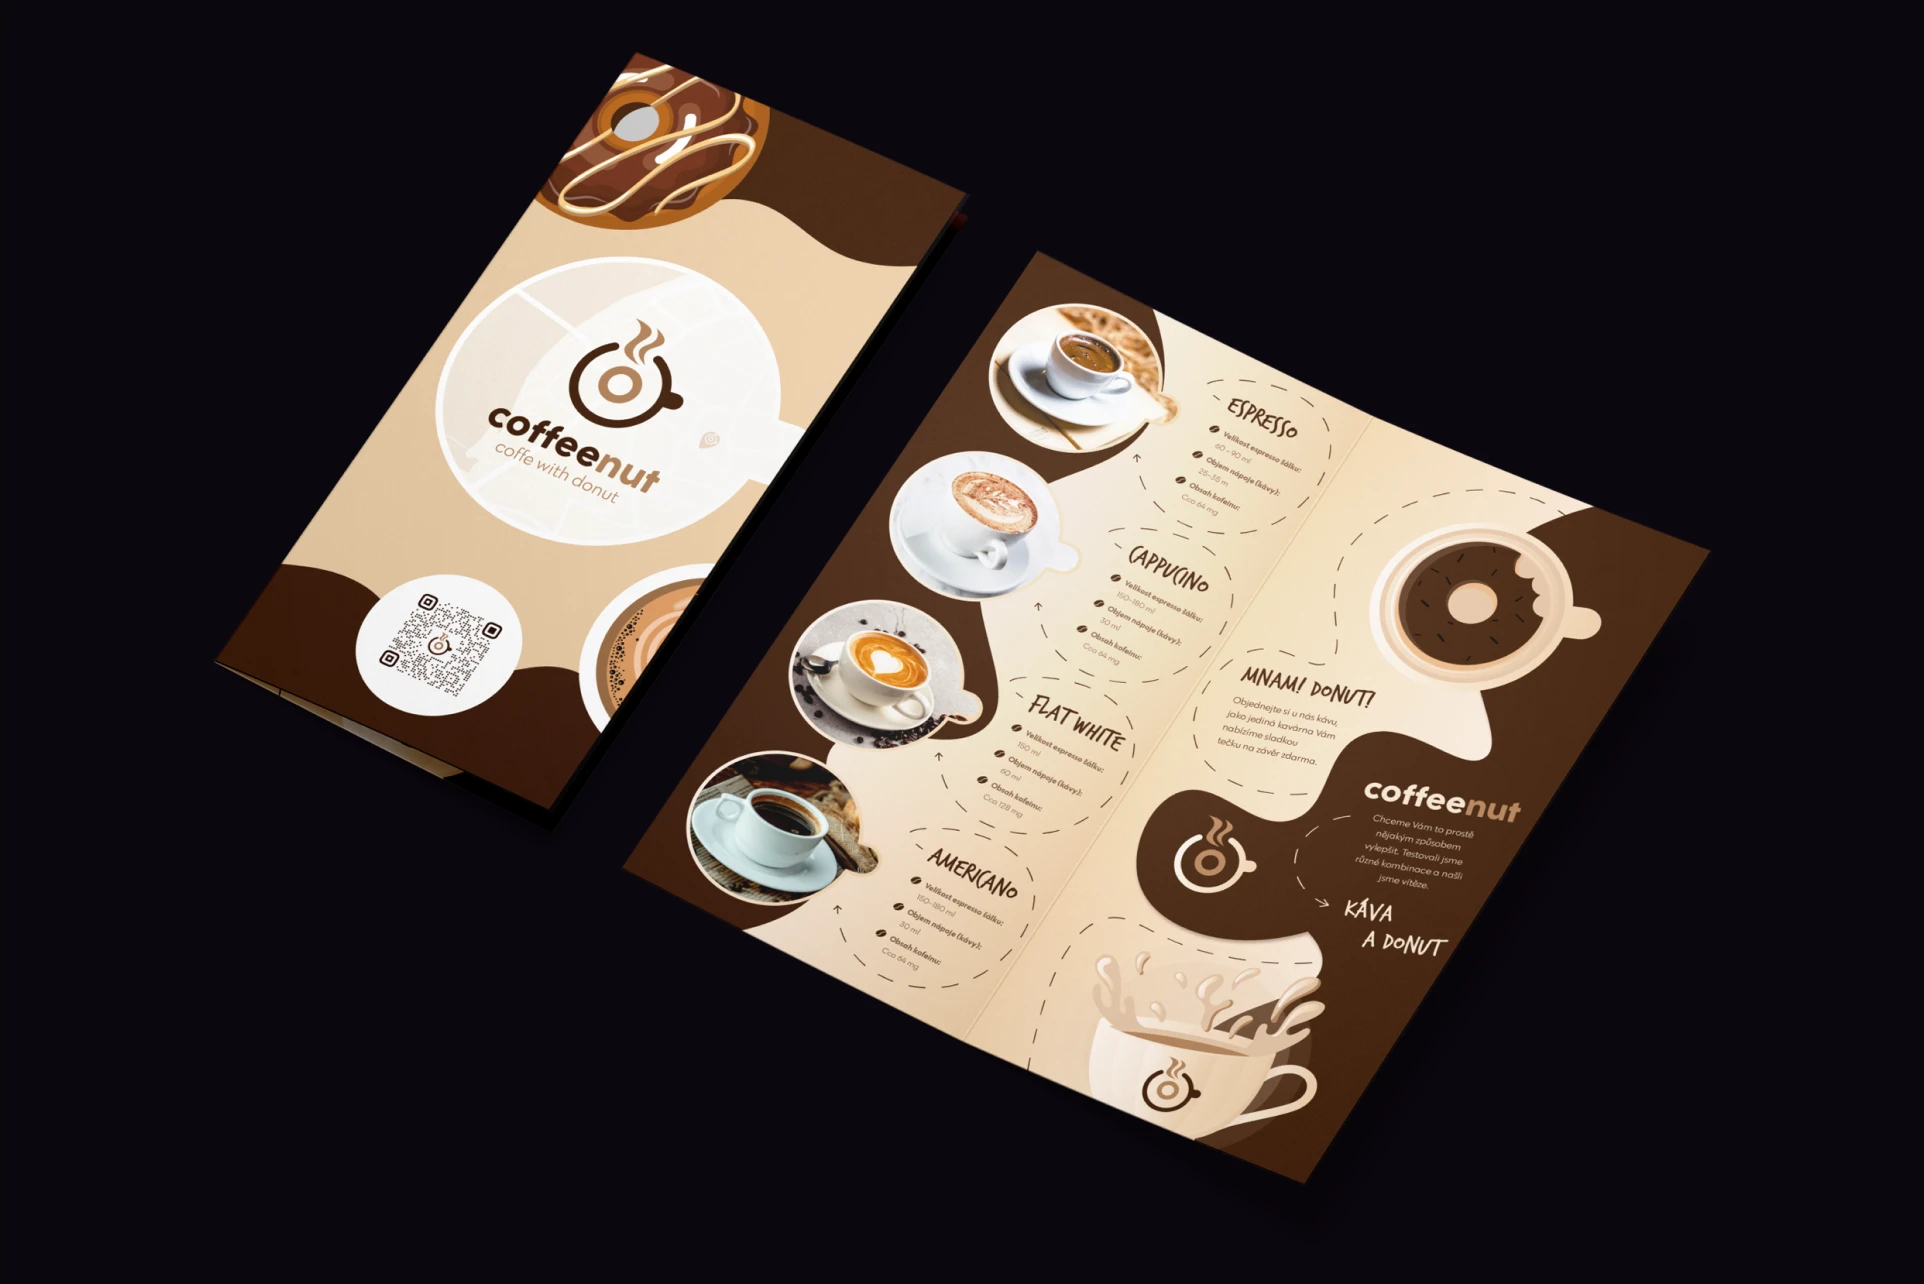 coffeenut
coffe with donut
ESPRESSO
Velikost espresso šálku:
60 - 90 ml
Objem nápoje (kávy):
25-35 m
Obsah kofeinu:
Cca 64 mg
CAPPUCINO
Velikost espresso šálku:
150-180 ml
Objem nápoje (kávy):
30 ml
Obsah kofeinu:
Cca 64 mg
FLAT WHITE
Velikost espresso šálku:
150 ml
Objem nápoje (kávy):
60 ml
Obsah kofeinu:
Cca 128 mg
AMERICANO
Velikost espresso šálku:
150-180 ml
Objem nápoje (kávy):
30 ml
Obsah kofeinu:
Cca 64 mg
MNAM! DONUT!
Objednejte si u nás kávu,
jako jediná kavárna Vám
nabízíme sladkou
tečku na závěr zdarma.
coffeenut
Chceme Vám to prostě
nějakým způsobem
vylepšit. Testovali jsme
různé kombinace a našli
jsme vítěze.
KÁVA
A DONUT